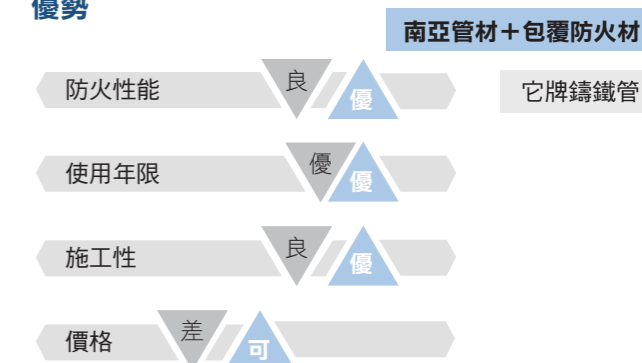 優勢
南亞管材＋包覆防火材
防火性能 良 優
它牌鑄鐵管
使用年限 優 優
施工性 良 優
價格 差 可